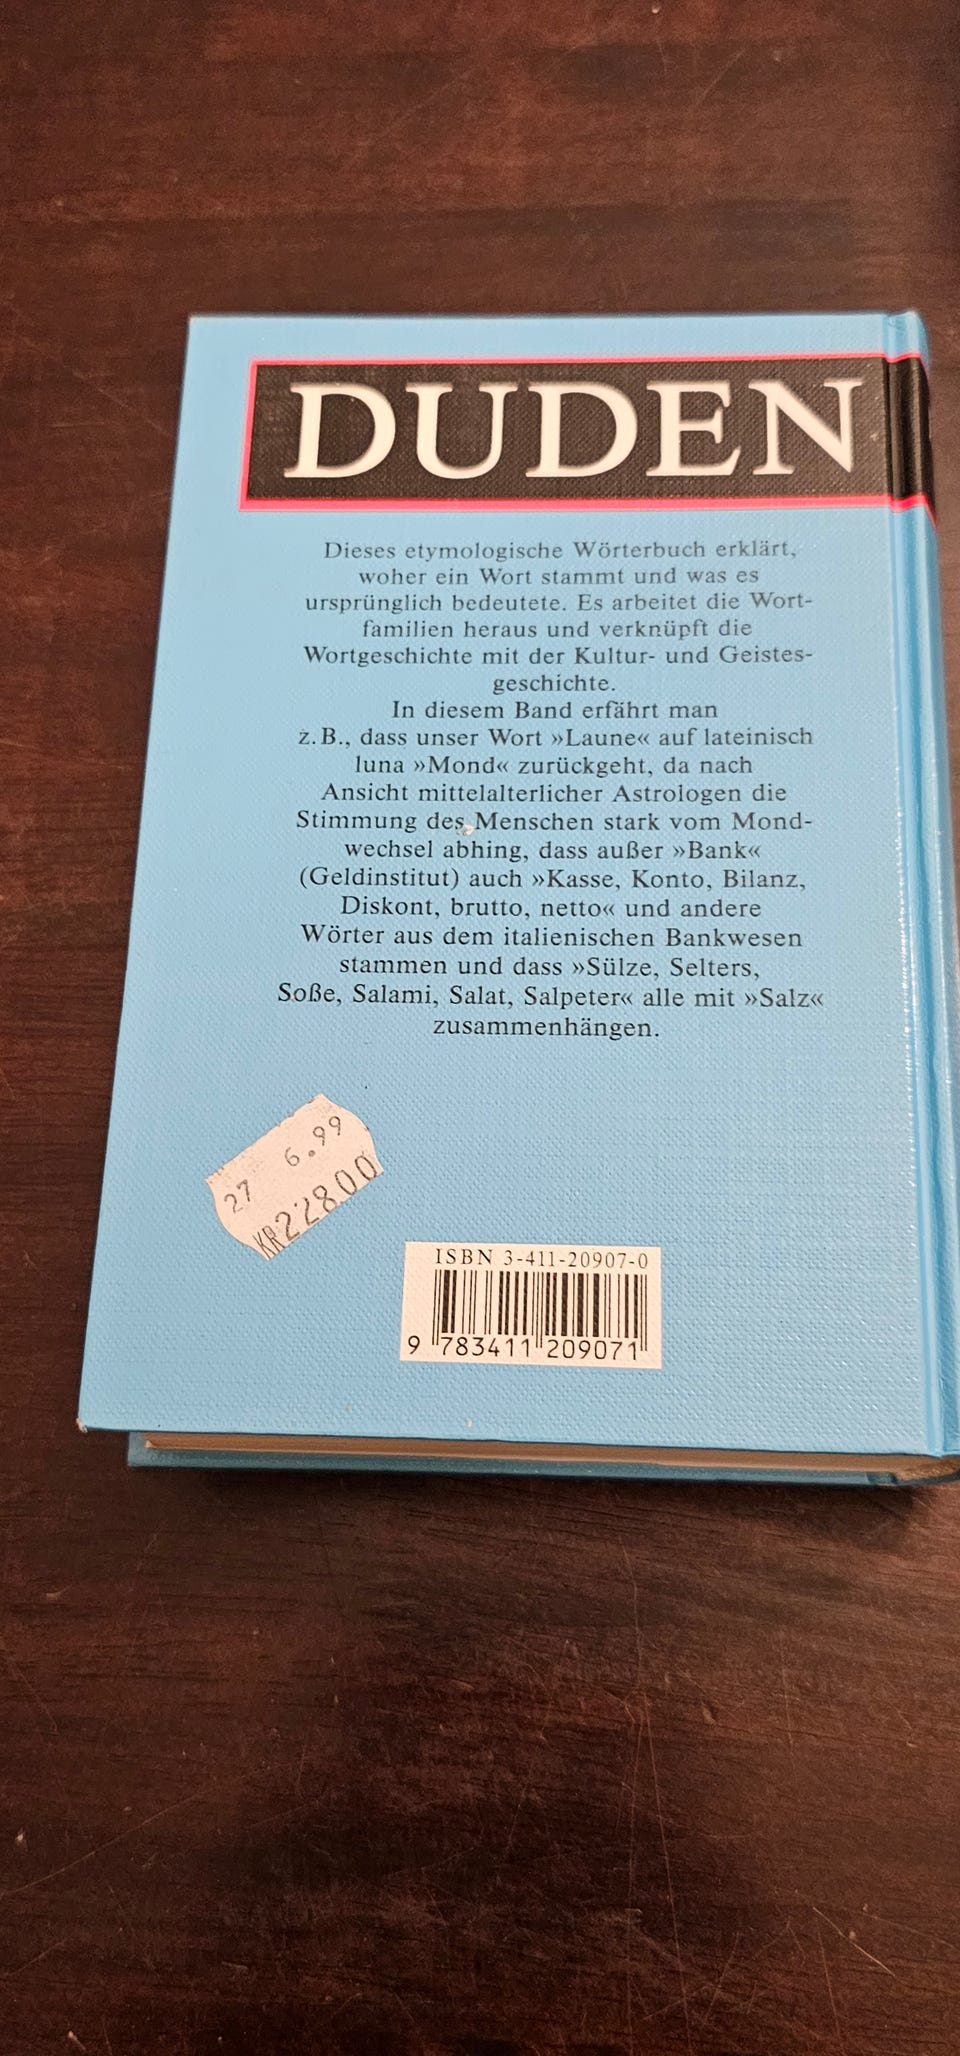 DUDEN
Dieses etymologische Wörterbuch erklärt,
woher ein Wort stammt und was es
ursprünglich bedeutete. Es arbeitet die Wort-
familien heraus und verknüpft die
Wortgeschichte mit der Kultur- und Geistes-
geschichte.
In diesem Band erfährt man
z. B., dass unser Wort »Laune« auf lateinisch
luna »Mond« zurückgeht, da nach
Ansicht mittelalterlicher Astrologen die
Stimmung des Menschen stark vom Mond-
wechsel abhing, dass außer »Bank«
(Geldinstitut) auch »Kasse, Konto, Bilanz,
Diskont, brutto, netto« und andere
Wörter aus dem italienischen Bankwesen
stammen und dass »Sülze, Selters,
Soße, Salami, Salat, Salpeter« alle mit »Salz«
zusammenhängen.
27 6.99
KR228.00
ISBN 3-411-20907-0
9 783411 209071